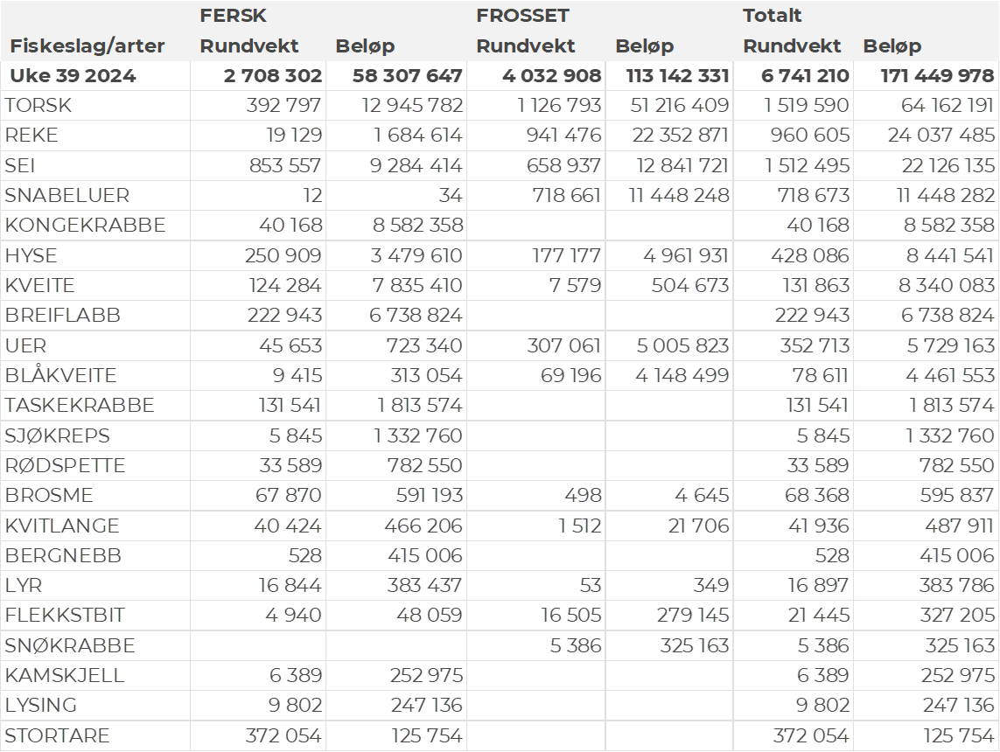 FERSK FROSSET Totalt
Fiskeslag/arter Rundvekt Beløp Rundvekt Beløp Rundvekt Beløp
Uke 39 2024 2 708 302 58 307 647 4 032 908 113 142 331 6 741 210 171 449 978
TORSK 392 797 12 945 782 1 126 793 51 216 409 1 519 590 64 162 191
REKE 19 129 1 684 614 941 476 22 352 871 960 605 24 037 485
SEI 853 557 9 284 414 658 937 12 841 721 1 512 495 22 126 135
SNABELUER 12 34 718 661 11 448 248 718 673 11 448 282
KONGEKRABBE 40 168 8 582 358 40 168 8 582 358
HYSE 250 909 3 479 610 177 177 4 961 931 428 086 8 441 541
KVEITE 124 284 7 835 410 7 579 504 673 131 863 8 340 083
BREIFLABB 222 943 6 738 824 222 943 6 738 824
UER 45 653 723 340 307 061 5 005 823 352 713 5 729 163
BLÅKVEITE 9 415 313 054 69 196 4 148 499 78 611 4 461 553
TASKEKRABBE 131 541 1 813 574 131 541 1 813 574
SJØKREPS 5 845 1 332 760 5 845 1 332 760
RØDSPETTE 33 589 782 550 33 589 782 550
BROSME 67 870 591 193 498 4 645 68 368 595 837
KVITLANGE 40 424 466 206 1 512 21 706 41 936 487 911
BERGNEBB 528 415 006 528 415 006
LYR 16 844 383 437 53 349 16 897 383 786
FLEKKSTBIT 4 940 48 059 16 505 279 145 21 445 327 205
SNØKRABBE 5 386 325 163 5 386 325 163
KAMSKJELL 6 389 252 975 6 389 252 975
LYSING 9 802 247 136 9 802 247 136
STORTARE 372 054 125 754 372 054 125 754